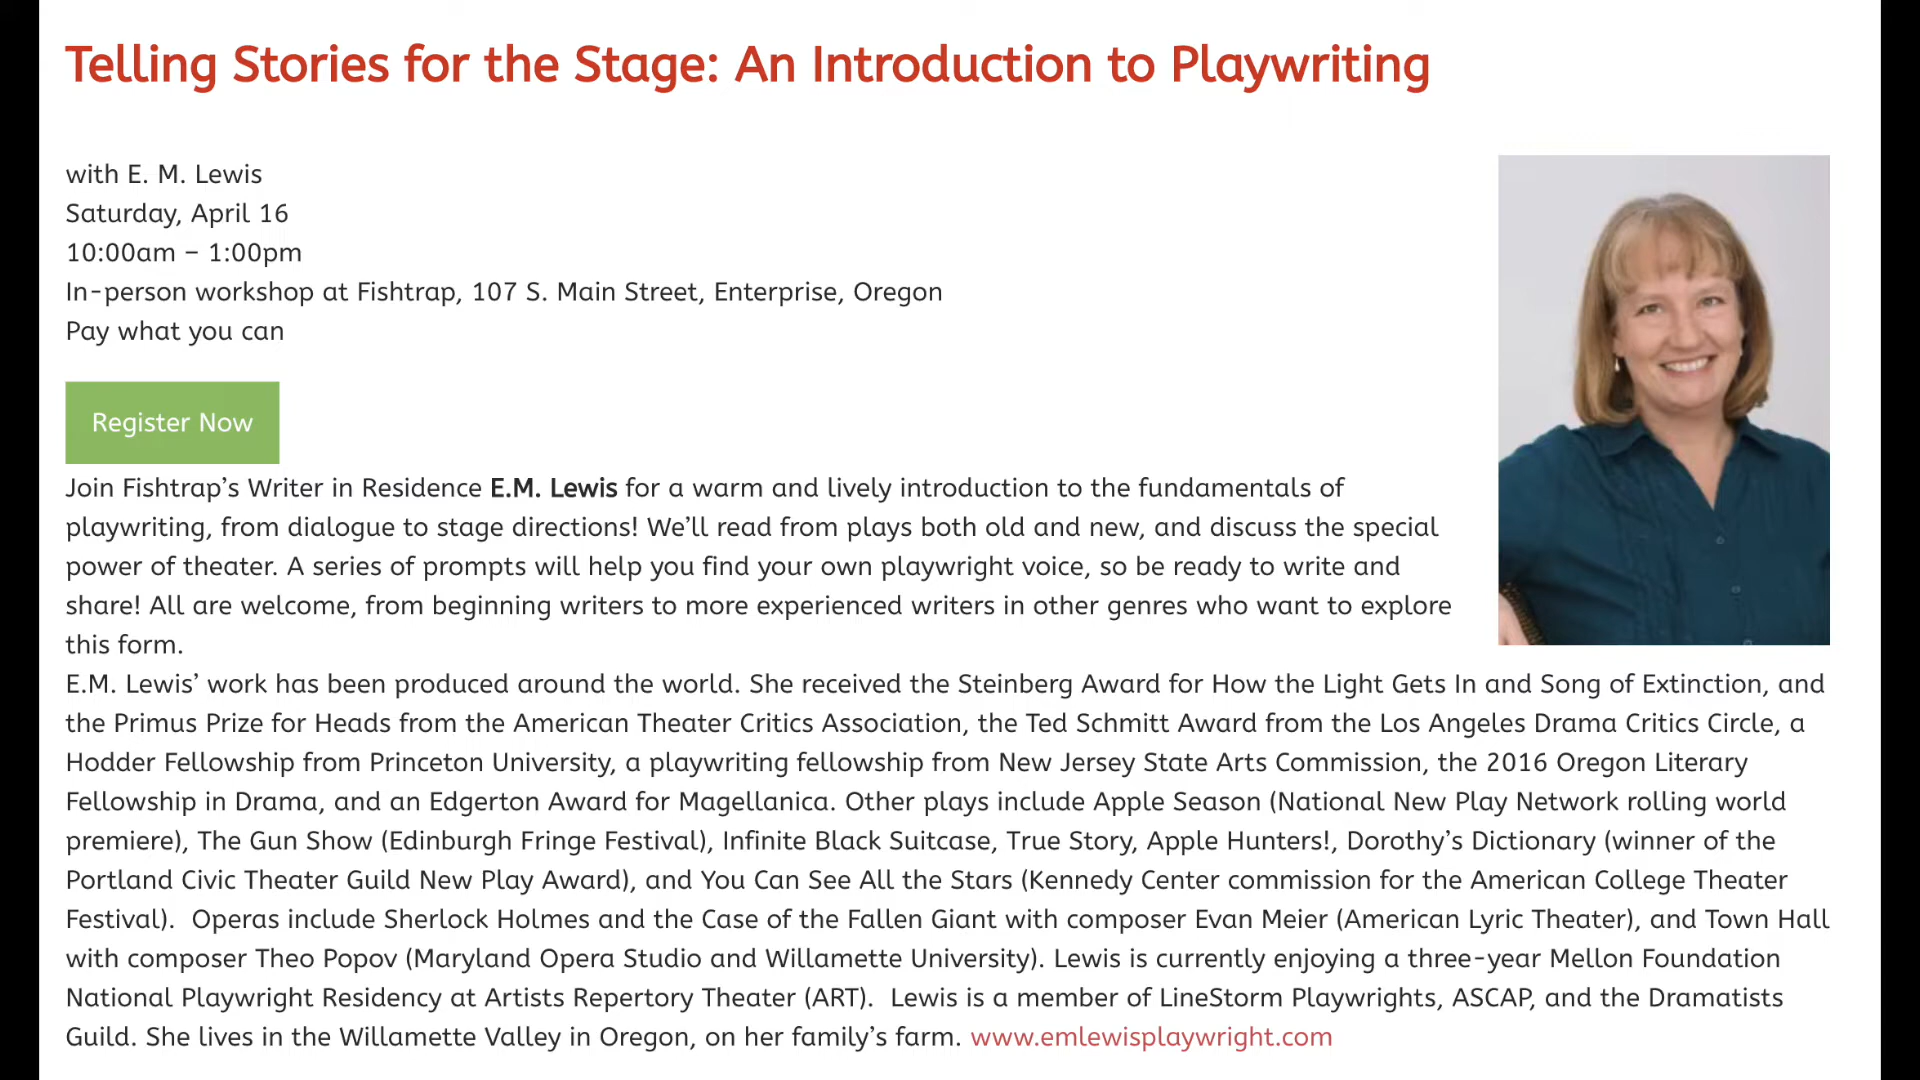 Telling Stories for the Stage: An Introduction to Playwriting
with E. M. Lewis
Saturday, April 16
10:00am – 1:00pm
In-person workshop at Fishtrap, 107 S. Main Street, Enterprise, Oregon
Pay what you can
Register Now
Join Fishtrap’s Writer in Residence E.M. Lewis for a warm and lively introduction to the fundamentals of
playwriting, from dialogue to stage directions! We’ll read from plays both old and new, and discuss the special
power of theater. A series of prompts will help you find your own playwright voice, so be ready to write and
share! All are welcome, from beginning writers to more experienced writers in other genres who want to explore
this form.
E.M. Lewis’ work has been produced around the world. She received the Steinberg Award for How the Light Gets In and Song of Extinction, and
the Primus Prize for Heads from the American Theater Critics Association, the Ted Schmitt Award from the Los Angeles Drama Critics Circle, a
Hodder Fellowship from Princeton University, a playwriting fellowship from New Jersey State Arts Commission, the 2016 Oregon Literary
Fellowship in Drama, and an Edgerton Award for Magellanica. Other plays include Apple Season (National New Play Network rolling world
premiere), The Gun Show (Edinburgh Fringe Festival), Infinite Black Suitcase, True Story, Apple Hunters!, Dorothy’s Dictionary (winner of the
Portland Civic Theater Guild New Play Award), and You Can See All the Stars (Kennedy Center commission for the American College Theater
Festival).  Operas include Sherlock Holmes and the Case of the Fallen Giant with composer Evan Meier (American Lyric Theater), and Town Hall
with composer Theo Popov (Maryland Opera Studio and Willamette University). Lewis is currently enjoying a three-year Mellon Foundation
National Playwright Residency at Artists Repertory Theater (ART).  Lewis is a member of LineStorm Playwrights, ASCAP, and the Dramatists
Guild. She lives in the Willamette Valley in Oregon, on her family’s farm. www.emlewisplaywright.com